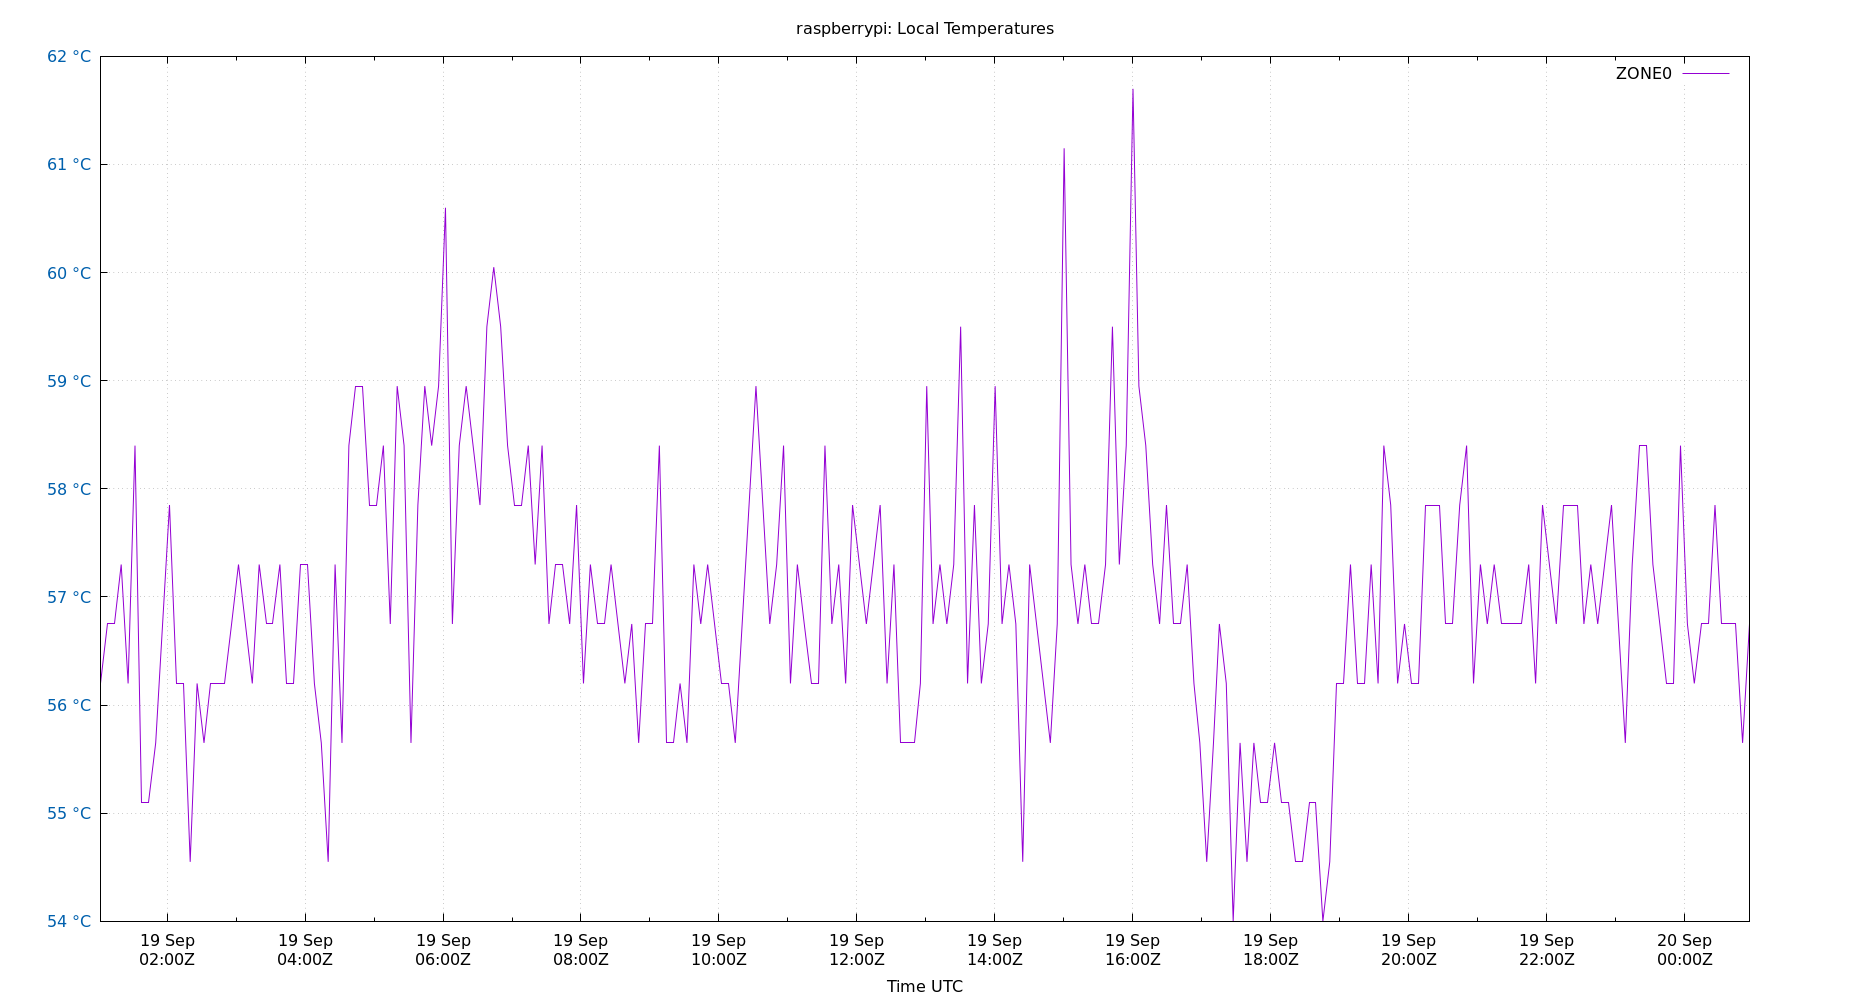 raspberrypi: Local Temperatures
62 °C
ZONE0
61 °C
60 °C
59 °C
58 °C
57 °C
56 °C
55 °C
54 °C
19 Sep 19 Sep 19 Sep 19 Sep 19 Sep 19 Sep 19 Sep 19 Sep 19 Sep 19 Sep 19 Sep 20 Sep
02:00Z 04:00Z 06:00Z 08:00Z 10:00Z 12:00Z 14:00Z 16:00Z 18:00Z 20:00Z 22:00Z 00:00Z
Time UTC